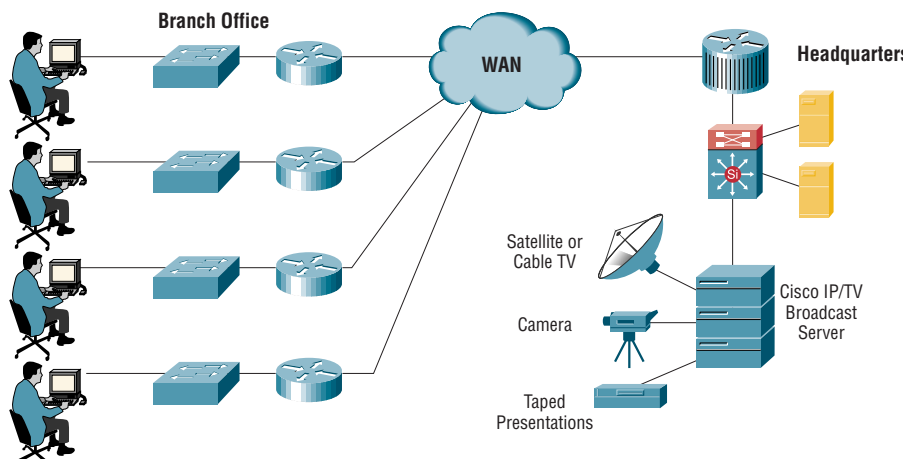 Branch Office
WAN
Headquarters
Si
Satellite or
Cable TV
Camera
Taped
Presentations
Cisco IP/TV
Broadcast
Server